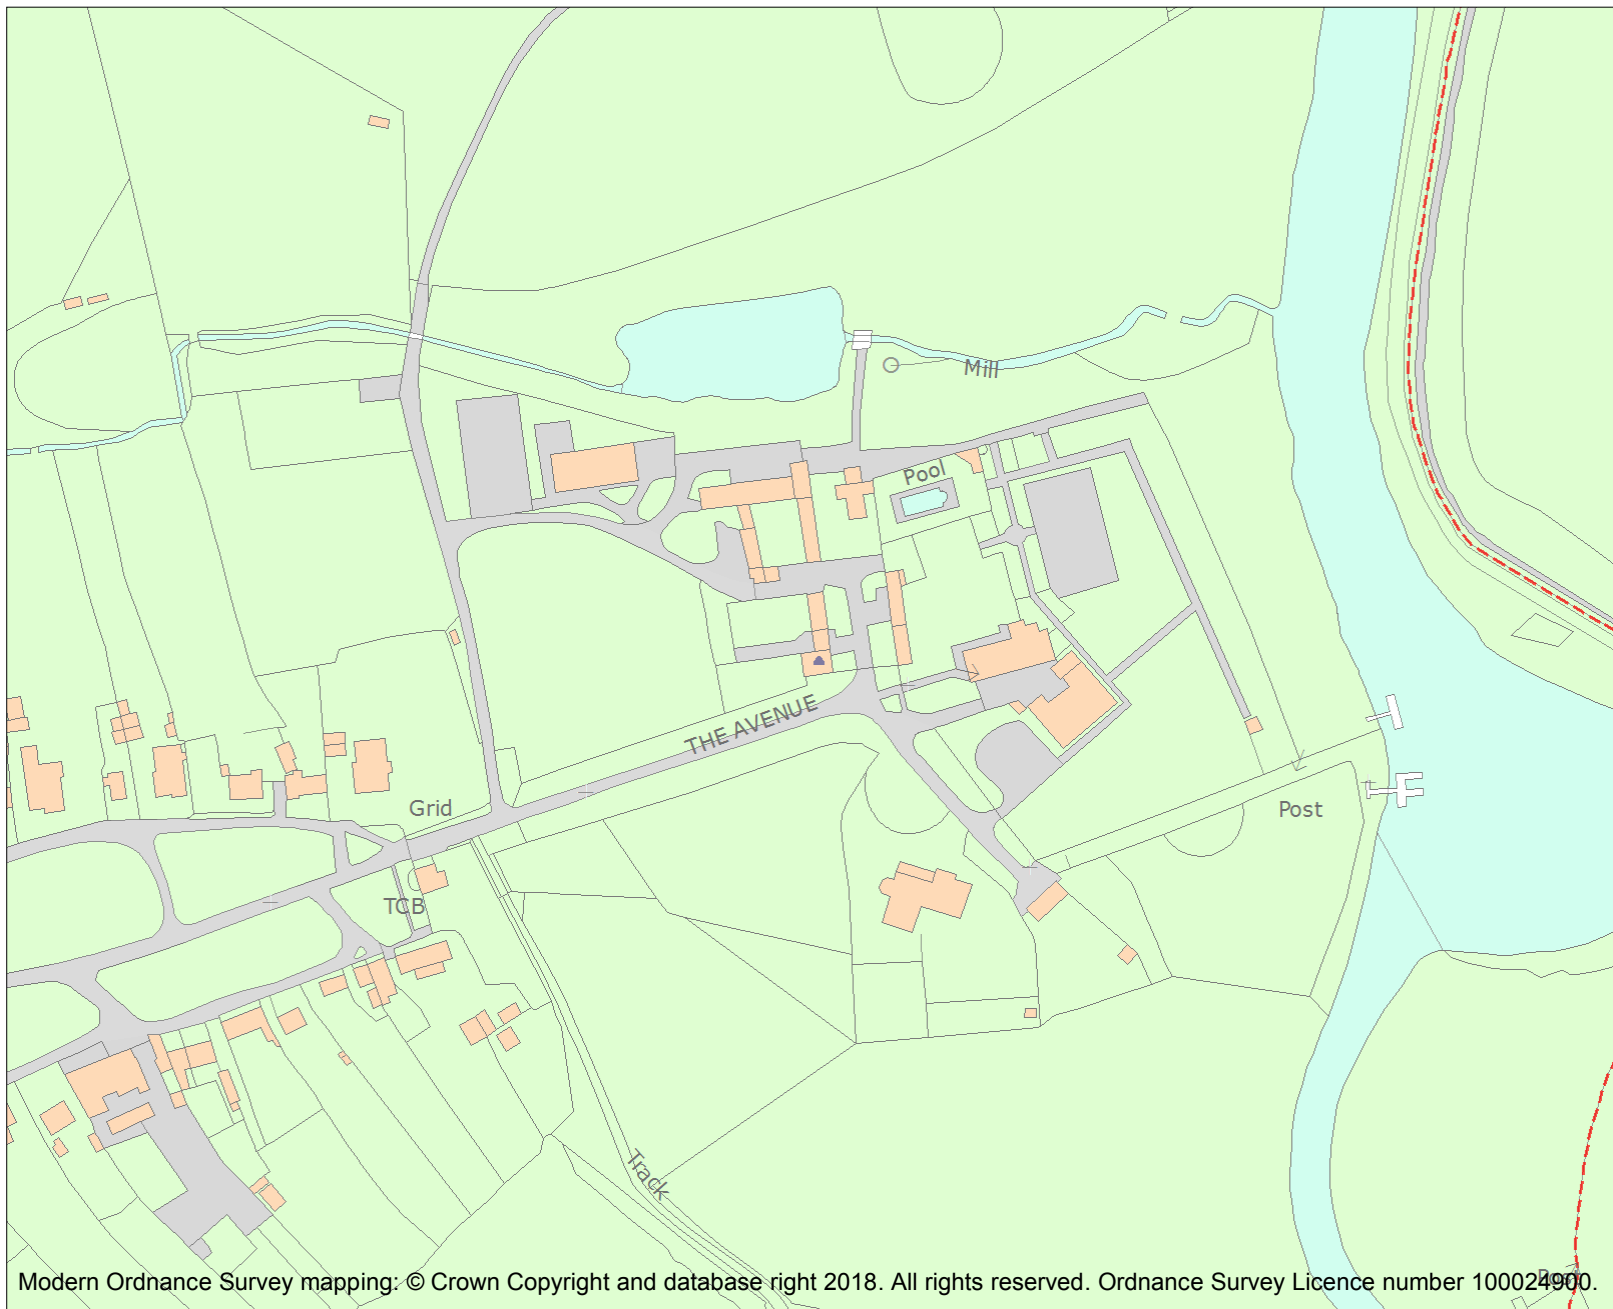 Mill
Pool
THE AVENUE
Grid
Post
TCB
Track
Post
Modern Ordnance Survey mapping: © Crown Copyright and database right 2018. All rights reserved. Ordnance Survey Licence number 100024900.